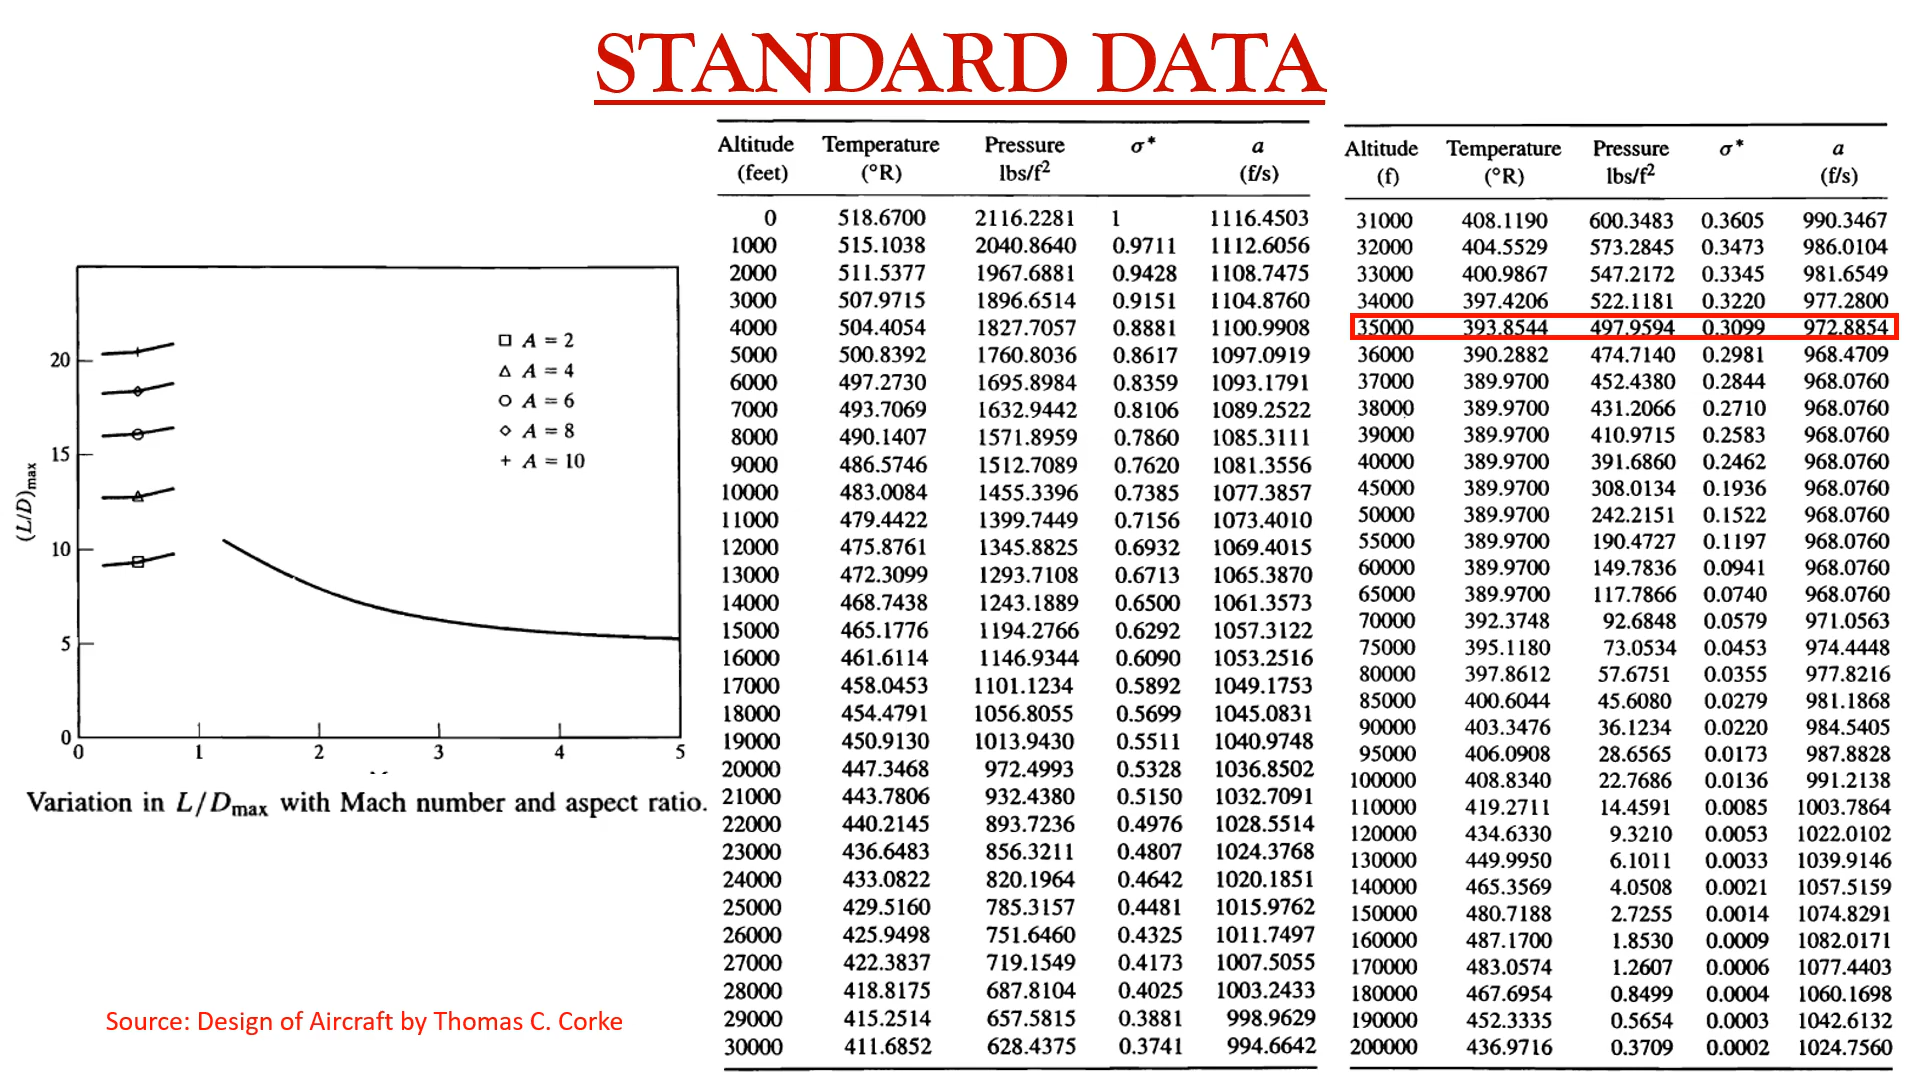 STANDARD DATA
(L/D)max
20
15
10
5
0
0 1 2 3 4 5
A = 2
A = 4
A = 6
A = 8
A = 10
Variation in L/Dmax with Mach number and aspect ratio.
Source: Design of Aircraft by Thomas C. Corke
Altitude Temperature Pressure σ* a
(feet) (°R) lbs/f² (f/s)
0 518.6700 2116.2281 1 1116.4503
1000 515.1038 2040.8640 0.9711 1112.6056
2000 511.5377 1967.6881 0.9428 1108.7475
3000 507.9715 1896.6514 0.9151 1104.8760
4000 504.4054 1827.7057 0.8881 1100.9908
5000 500.8392 1760.8036 0.8617 1097.0919
6000 497.2730 1695.8984 0.8359 1093.1791
7000 493.7069 1632.9442 0.8106 1089.2522
8000 490.1407 1571.8959 0.7860 1085.3111
9000 486.5746 1512.7089 0.7620 1081.3556
10000 483.0084 1455.3396 0.7385 1077.3857
11000 479.4422 1399.7449 0.7156 1073.4010
12000 475.8761 1345.8825 0.6932 1069.4015
13000 472.3099 1293.7108 0.6713 1065.3870
14000 468.7438 1243.1889 0.6500 1061.3573
15000 465.1776 1194.2766 0.6292 1057.3122
16000 461.6114 1146.9344 0.6090 1053.2516
17000 458.0453 1101.1234 0.5892 1049.1753
18000 454.4791 1056.8055 0.5699 1045.0831
19000 450.9130 1013.9430 0.5511 1040.9748
20000 447.3468 972.4993 0.5328 1036.8502
21000 443.7806 932.4380 0.5150 1032.7091
22000 440.2145 893.7236 0.4976 1028.5514
23000 436.6483 856.3211 0.4807 1024.3768
24000 433.0822 820.1964 0.4642 1020.1851
25000 429.5160 785.3157 0.4481 1015.9762
26000 425.9498 751.6460 0.4325 1011.7497
27000 422.3837 719.1549 0.4173 1007.5055
28000 418.8175 687.8104 0.4025 1003.2433
29000 415.2514 657.5815 0.3881 998.9629
30000 411.6852 628.4375 0.3741 994.6642
Altitude Temperature Pressure σ* a
(f) (°R) lbs/f² (f/s)
31000 408.1190 600.3483 0.3605 990.3467
32000 404.5529 573.2845 0.3473 986.0104
33000 400.9867 547.2172 0.3345 981.6549
34000 397.4206 522.1181 0.3220 977.2800
35000 393.8544 497.9594 0.3099 972.8854
36000 390.2882 474.7140 0.2981 968.4709
37000 389.9700 452.4380 0.2844 968.0760
38000 389.9700 431.2066 0.2710 968.0760
39000 389.9700 410.9715 0.2583 968.0760
40000 389.9700 391.6860 0.2462 968.0760
45000 389.9700 308.0134 0.1936 968.0760
50000 389.9700 242.2151 0.1522 968.0760
55000 389.9700 190.4727 0.1197 968.0760
60000 389.9700 149.7836 0.0941 968.0760
65000 389.9700 117.7866 0.0740 968.0760
70000 392.3748 92.6848 0.0579 971.0563
75000 395.1180 73.0534 0.0453 974.4448
80000 397.8612 57.6751 0.0355 977.8216
85000 400.6044 45.6080 0.0279 981.1868
90000 403.3476 36.1234 0.0220 984.5405
95000 406.0908 28.6565 0.0173 987.8828
100000 408.8340 22.7686 0.0136 991.2138
110000 419.2711 14.4591 0.0085 1003.7864
120000 434.6330 9.3210 0.0053 1022.0102
130000 449.9950 6.1011 0.0033 1039.9146
140000 465.3569 4.0508 0.0021 1057.5159
150000 480.7188 2.7255 0.0014 1074.8291
160000 487.1700 1.8530 0.0009 1082.0171
170000 483.0574 1.2607 0.0006 1077.4403
180000 467.6954 0.8499 0.0004 1060.1698
190000 452.3335 0.5654 0.0003 1042.6132
200000 436.9716 0.3709 0.0002 1024.7560